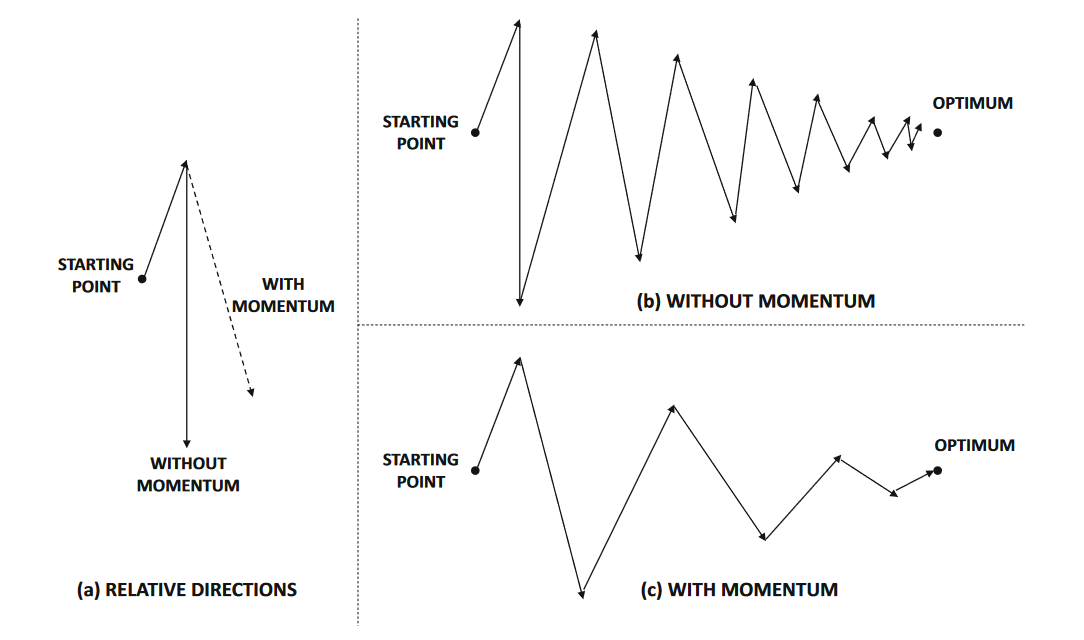 STARTING
POINT
WITH
MOMENTUM
WITHOUT
MOMENTUM
(a) RELATIVE DIRECTIONS
STARTING
POINT
OPTIMUM
(b) WITHOUT MOMENTUM
STARTING
POINT
OPTIMUM
(c) WITH MOMENTUM